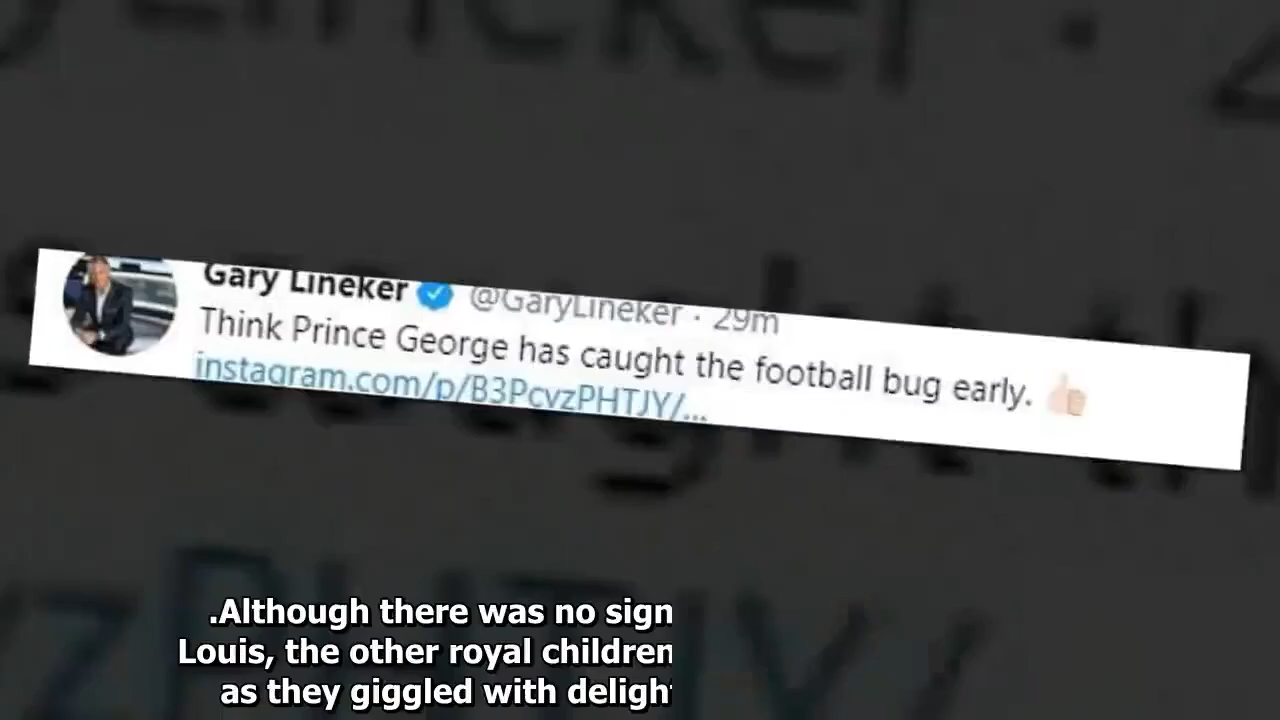 Gary Lineker @GaryLineker · 29m
Think Prince George has caught the football bug early. 👍🏻
instagram.com/p/B3PcvzPHTJY/...
.Although there was no sign
Louis, the other royal children
as they giggled with delight